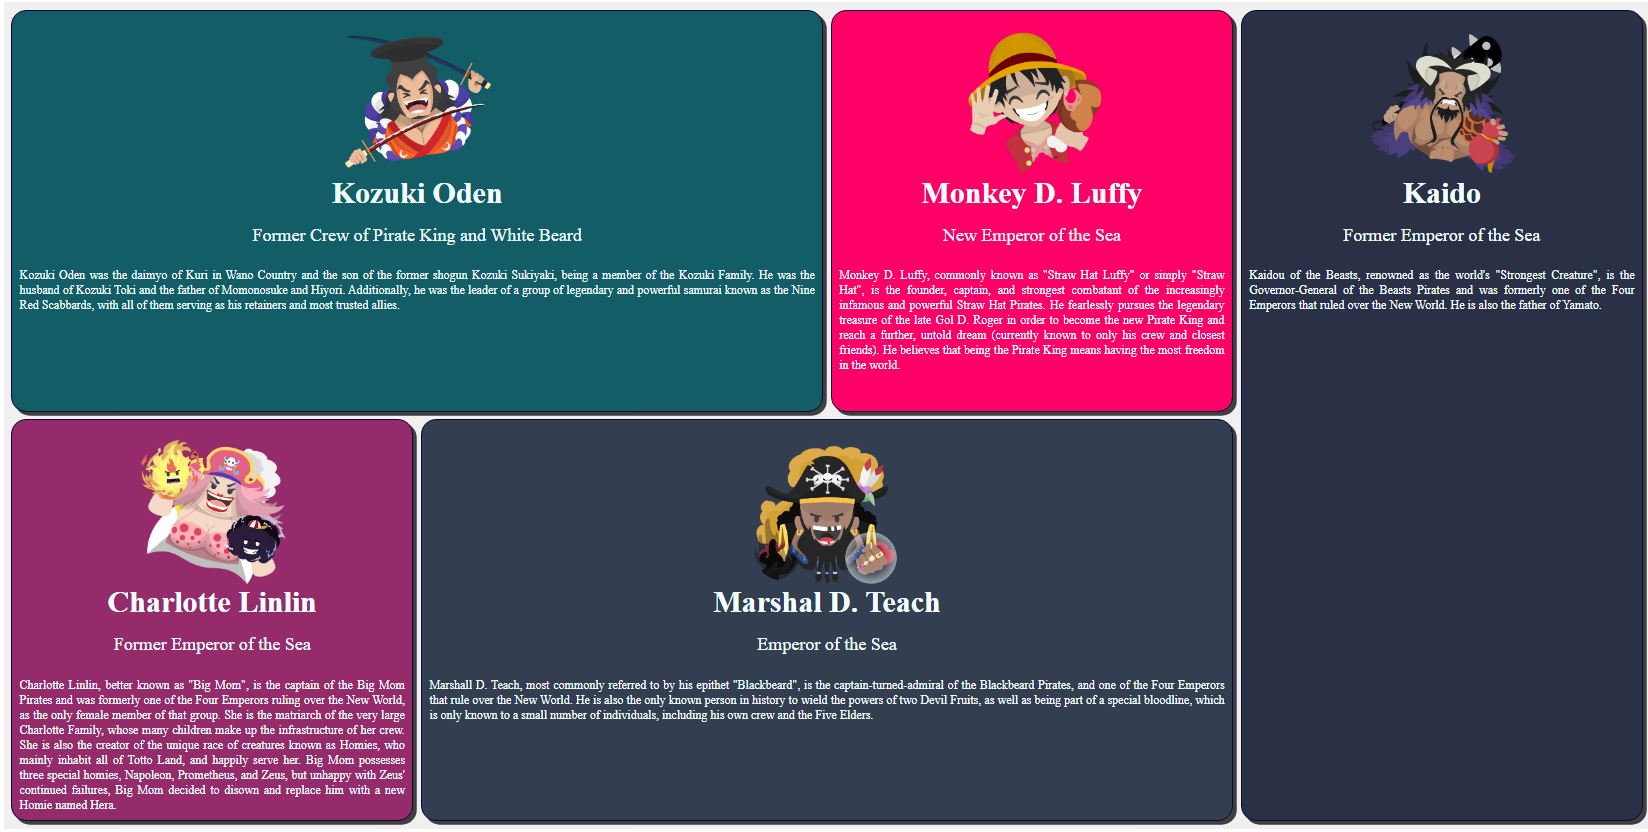 Kozuki Oden
Former Crew of Pirate King and White Beard
Kozuki Oden was the daimyo of Kuri in Wano Country and the son of the former shogun Kozuki Sukiyaki, being a member of the Kozuki Family. He was the
husband of Kozuki Toki and the father of Momonosuke and Hiyori. Additionally, he was the leader of a group of legendary and powerful samurai known as the Nine
Red Scabbards, with all of them serving as his retainers and most trusted allies.
Monkey D. Luffy
New Emperor of the Sea
Monkey D. Luffy, commonly known as "Straw Hat Luffy" or simply "Straw
Hat", is the founder, captain, and strongest combatant of the increasingly
infamous and powerful Straw Hat Pirates. He fearlessly pursues the legendary
treasure of the late Gol D. Roger in order to become the new Pirate King and
reach a further, untold dream (currently known to only his crew and closest
friends). He believes that being the Pirate King means having the most freedom
in the world.
Kaido
Former Emperor of the Sea
Kaidou of the Beasts, renowned as the world's "Strongest Creature", is the
Governor-General of the Beasts Pirates and was formerly one of the Four
Emperors that ruled over the New World. He is also the father of Yamato.
Charlotte Linlin
Former Emperor of the Sea
Charlotte Linlin, better known as "Big Mom", is the captain of the Big Mom
Pirates and was formerly one of the Four Emperors ruling over the New World,
as the only female member of that group. She is the matriarch of the very large
Charlotte Family, whose many children make up the infrastructure of her crew.
She is also the creator of the unique race of creatures known as Homies, who
mainly inhabit all of Totto Land, and happily serve her. Big Mom possesses
three special homies, Napoleon, Prometheus, and Zeus, but unhappy with Zeus'
continued failures, Big Mom decided to disown and replace him with a new
Homie named Hera.
Marshal D. Teach
Emperor of the Sea
Marshall D. Teach, most commonly referred to by his epithet "Blackbeard", is the captain-turned-admiral of the Blackbeard Pirates, and one of the Four Emperors
that rule over the New World. He is also the only known person in history to wield the powers of two Devil Fruits, as well as being part of a special bloodline, which
is only known to a small number of individuals, including his own crew and the Five Elders.